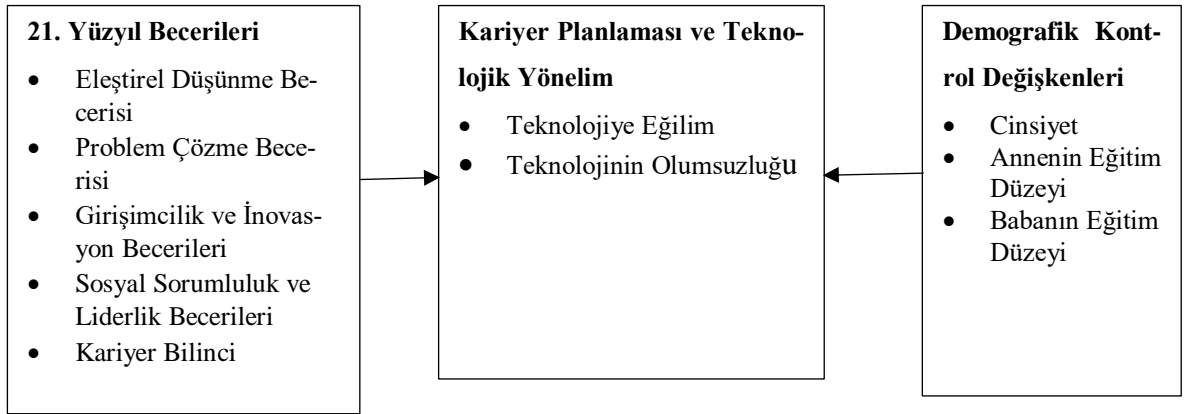 21. Yüzyıl Becerileri
• Eleştirel Düşünme Be-
cerisi
• Problem Çözme Bece-
risi
• Girişimcilik ve İnovas-
yon Becerileri
• Sosyal Sorumluluk ve
Liderlik Becerileri
• Kariyer Bilinci
Kariyer Planlaması ve Tekno-
lojik Yönelim
• Teknolojiye Eğilim
• Teknolojinin Olumsuzluğu
Demografik Kont-
rol Değişkenleri
• Cinsiyet
• Annenin Eğitim
Düzeyi
• Babanın Eğitim
Düzeyi